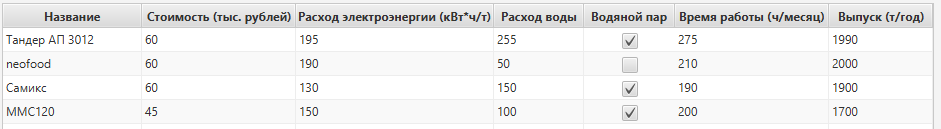 Название Стоимость (тыс. рублей) Расход электроэнергии (кВт*ч/т) Расход воды Водяной пар Время работы (ч/месяц) Выпуск (т/год)
Тандер АП 3012 60 195 255 275 1990
neofood 60 190 50 210 2000
Самикс 60 130 150 190 1900
ММС120 45 150 100 200 1700